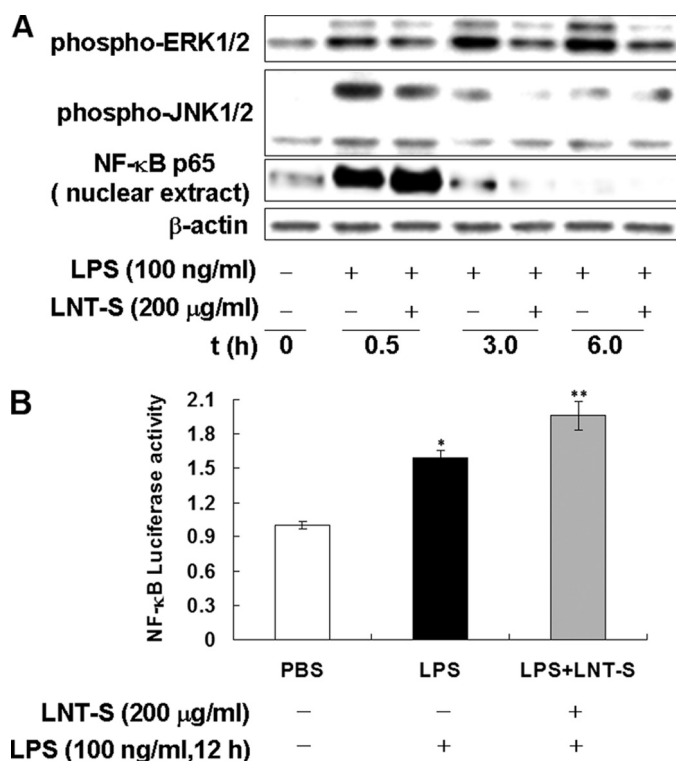 A
phospho-ERK1/2
phospho-JNK1/2
NF-κB p65
( nuclear extract)
β-actin
LPS (100 ng/ml) − + + + + + +
LNT-S (200 μg/ml) − − + − + − +
t (h) 0 0.5 3.0 6.0
B
NF-κB Luciferase activity
2.1
1.8
1.5
1.2
0.9
0.6
0.3
0
*
**
PBS LPS LPS+LNT-S
LNT-S (200 μg/ml) − − +
LPS (100 ng/ml,12 h) − + +